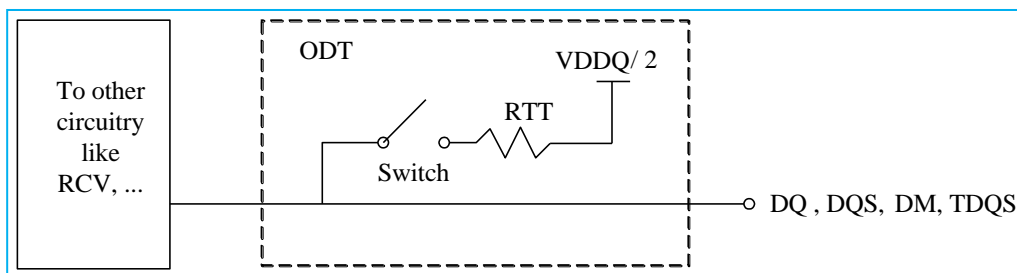 ODT
VDDQ/ 2
To other
circuitry
like
RCV, ...
RTT
Switch
DQ , DQS, DM, TDQS